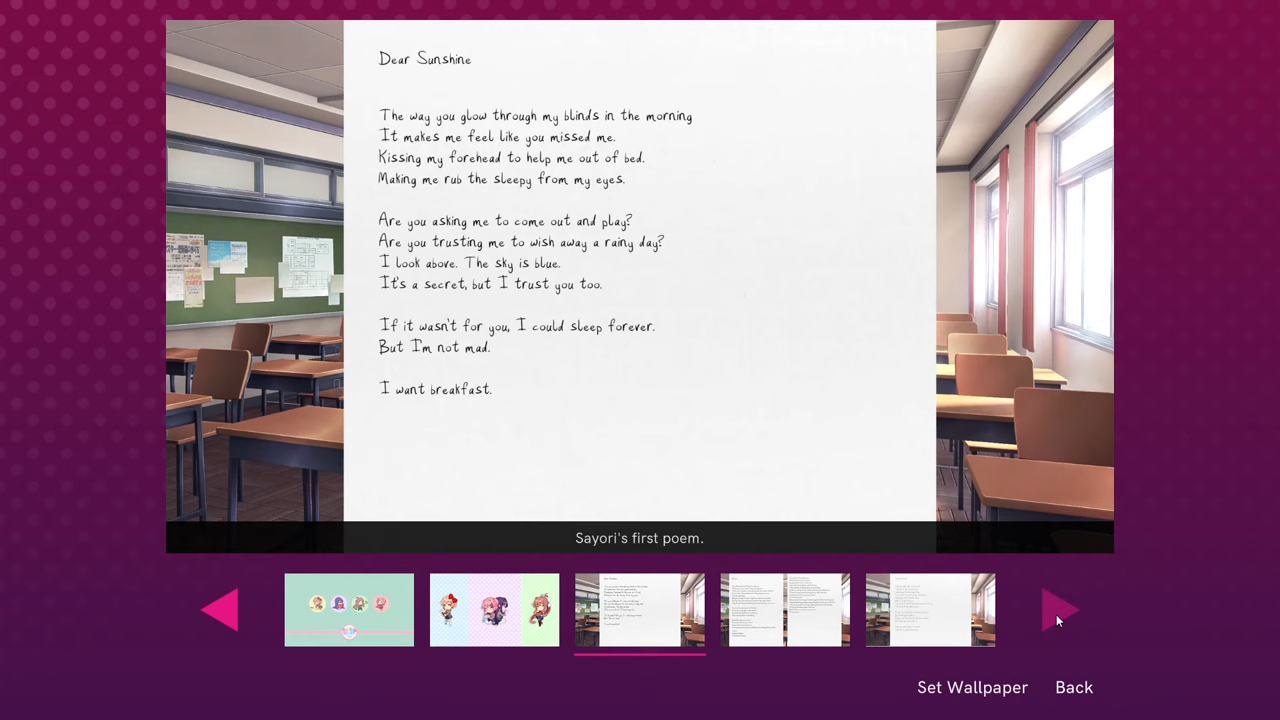 Dear Sunshine
The way you glow through my blinds in the morning
It makes me feel like you missed me.
Kissing my forehead to help me out of bed.
Making me rub the sleepy from my eyes.
Are you asking me to come out and play?
Are you trusting me to wish away a rainy day?
I look above. The sky is blue.
It's a secret, but I trust you too.
If it wasn't for you, I could sleep forever.
But I'm not mad.
I want breakfast.
Sayori's first poem.
Set Wallpaper
Back